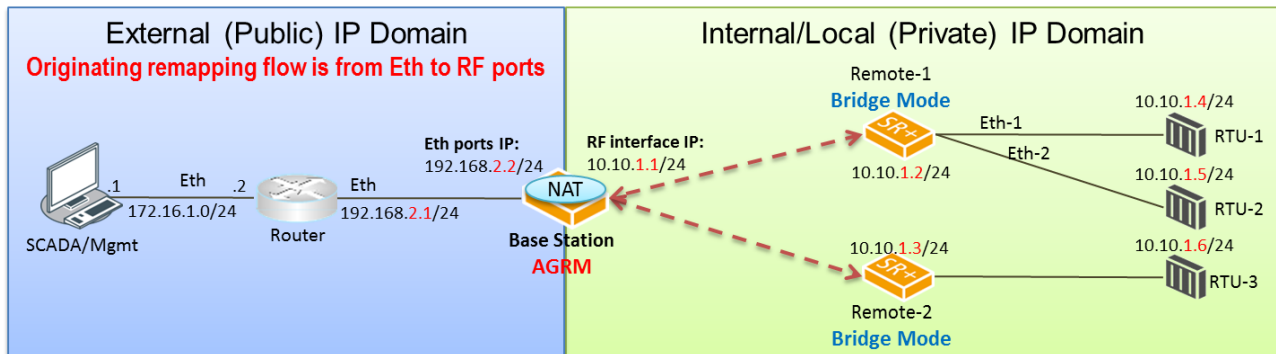 External (Public) IP Domain
Originating remapping flow is from Eth to RF ports
Internal/Local (Private) IP Domain
Remote-1
Bridge Mode
SR+
10.10.1.2/24
Eth-1
Eth-2
10.10.1.4/24
RTU-1
10.10.1.5/24
RTU-2
10.10.1.6/24
RTU-3
Eth ports IP:
192.168.2.2/24
RF interface IP:
10.10.1.1/24
.1
Eth
.2
172.16.1.0/24
SCADA/Mgmt
Router
Eth
192.168.2.1/24
NAT
Base Station
AGRM
10.10.1.3/24
SR+
Remote-2
Bridge Mode